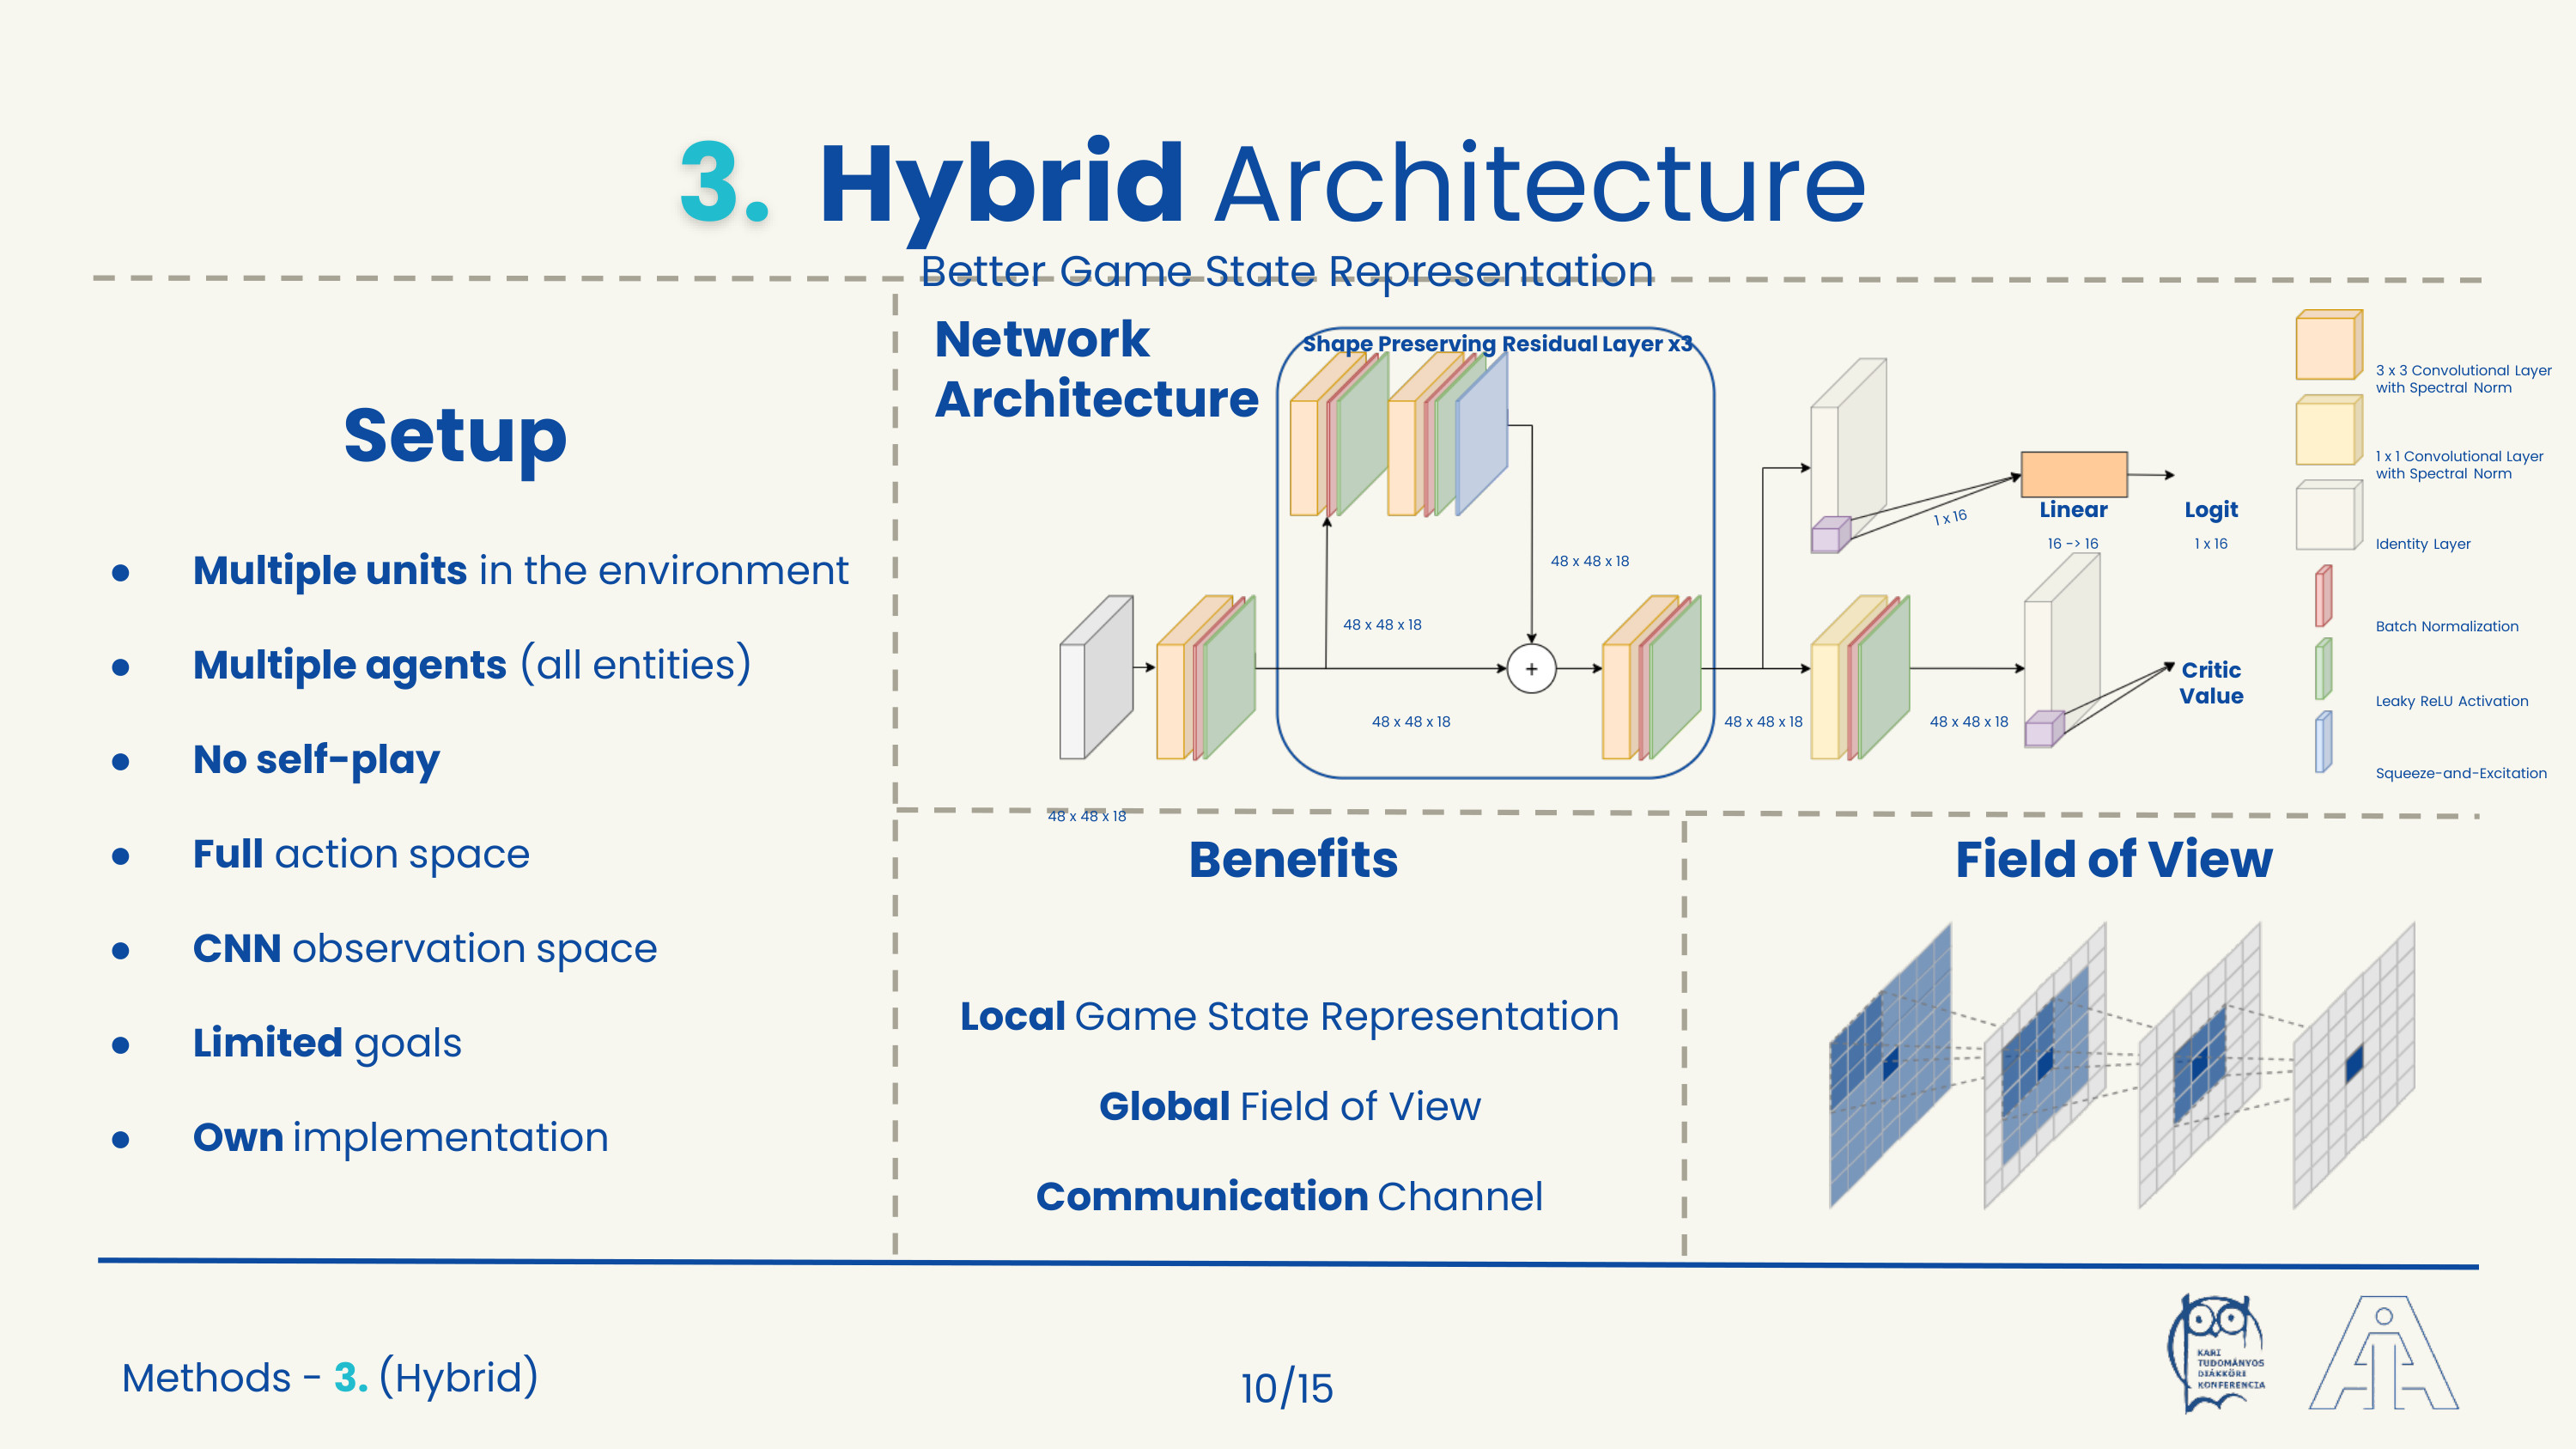 3. Hybrid Architecture
Better Game State Representation
Setup
● Multiple units in the environment
● Multiple agents (all entities)
● No self-play
● Full action space
● CNN observation space
● Limited goals
● Own implementation
Network
Architecture
Shape Preserving Residual Layer x3
48 x 48 x 18
48 x 48 x 18
48 x 48 x 18
48 x 48 x 18
48 x 48 x 18
48 x 48 x 18
+
1 x 16
Linear
16 -> 16
Logit
1 x 16
Critic
Value
3 x 3 Convolutional Layer
with Spectral Norm
1 x 1 Convolutional Layer
with Spectral Norm
Identity Layer
Batch Normalization
Leaky ReLU Activation
Squeeze-and-Excitation
Benefits
Local Game State Representation
Global Field of View
Communication Channel
Field of View
Methods - 3. (Hybrid)
10/15
KARI
TUDOMÁNYOS
DIÁKKÖRI
KONFERENCIA